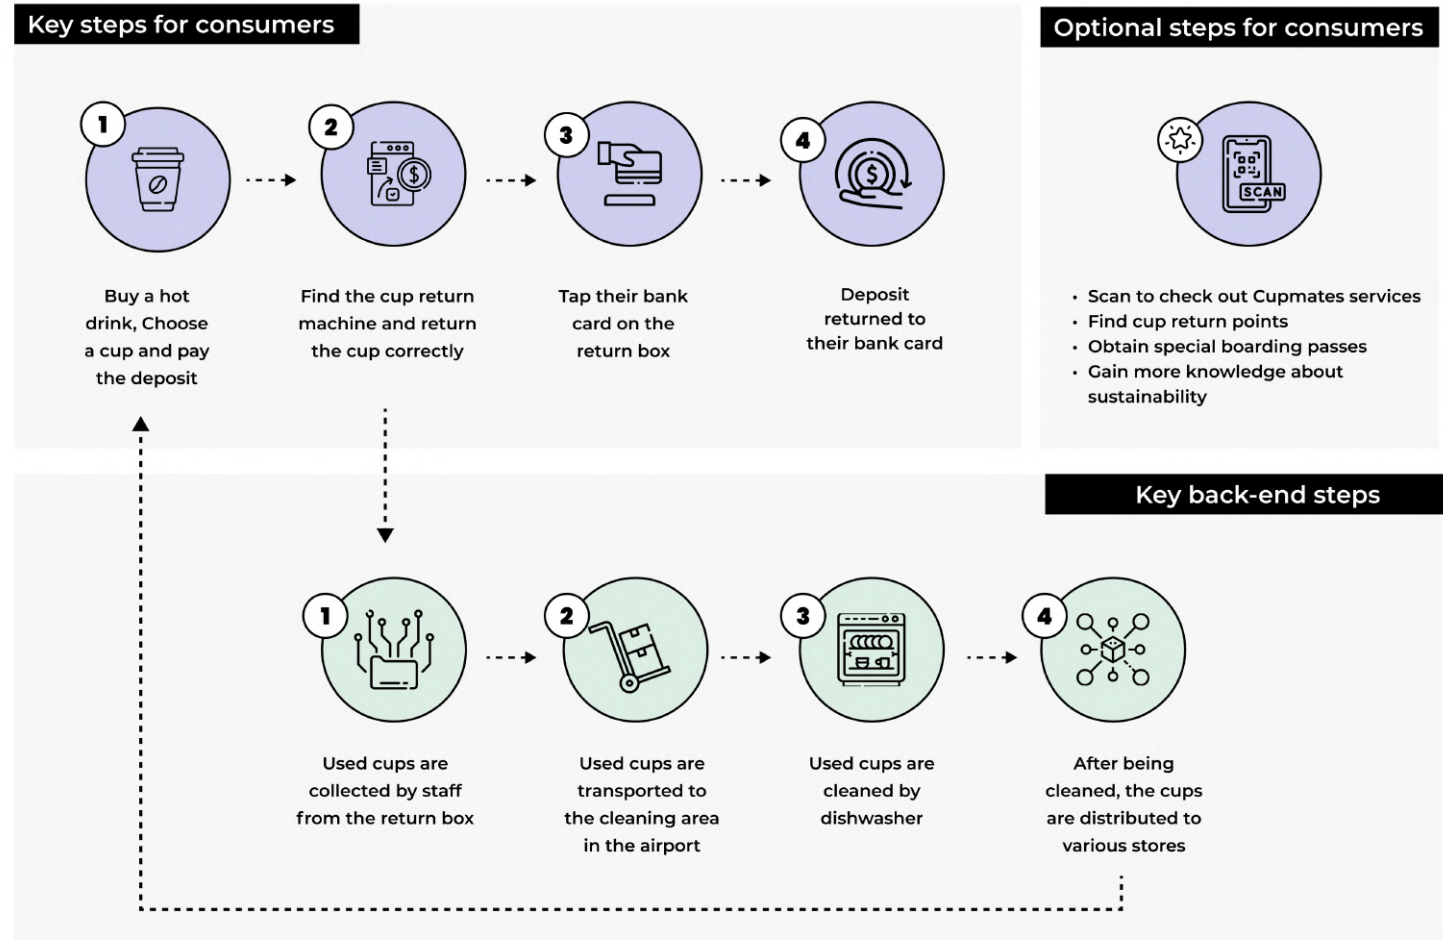 Key steps for consumers
1
Buy a hot
drink, Choose
a cup and pay
the deposit
2
$
Find the cup return
machine and return
the cup correctly
3
Tap their bank
card on the
return box
4
$
Deposit
returned to
their bank card
Optional steps for consumers
SCAN
• Scan to check out Cupmates services
• Find cup return points
• Obtain special boarding passes
• Gain more knowledge about
sustainability
Key back-end steps
1
Used cups are
collected by staff
from the return box
2
Used cups are
transported to
the cleaning area
in the airport
3
Used cups are
cleaned by
dishwasher
4
After being
cleaned, the cups
are distributed to
various stores